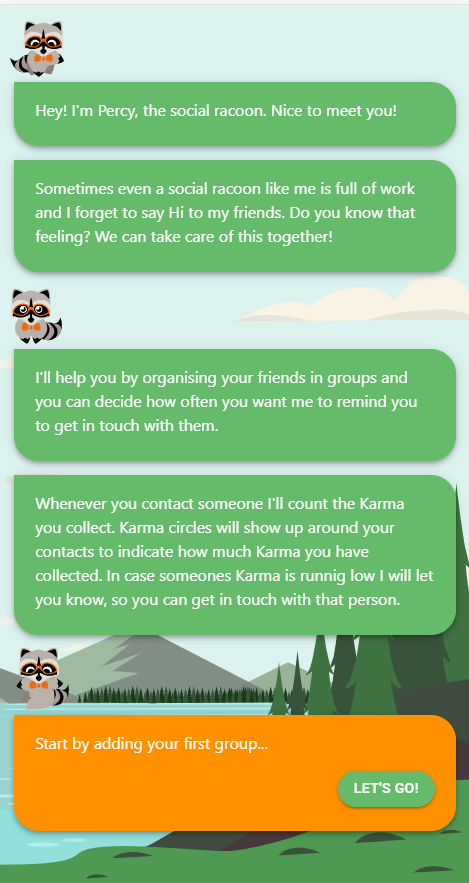 Hey! I'm Percy, the social racoon. Nice to meet you!
Sometimes even a social racoon like me is full of work
and I forget to say Hi to my friends. Do you know that
feeling? We can take care of this together!
I'll help you by organising your friends in groups and
you can decide how often you want me to remind you
to get in touch with them.
Whenever you contact someone I'll count the Karma
you collect. Karma circles will show up around your
contacts to indicate how much Karma you have
collected. In case someones Karma is runnig low I will let
you know, so you can get in touch with that person.
Start by adding your first group...
LET'S GO!